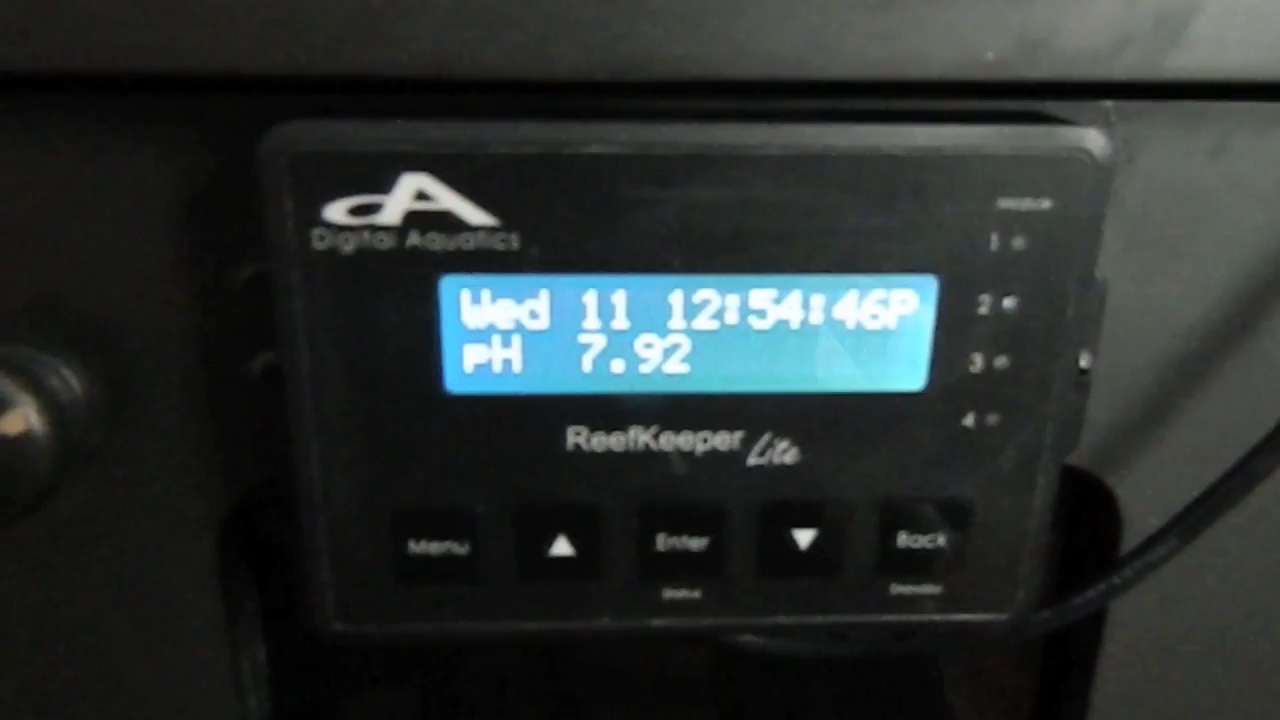 dA
Digital Aquatics
Wed 11 12:54:46P
pH 7.92
ReefKeeper Lite
1
2
3
4
Menu
Enter
Back
Status